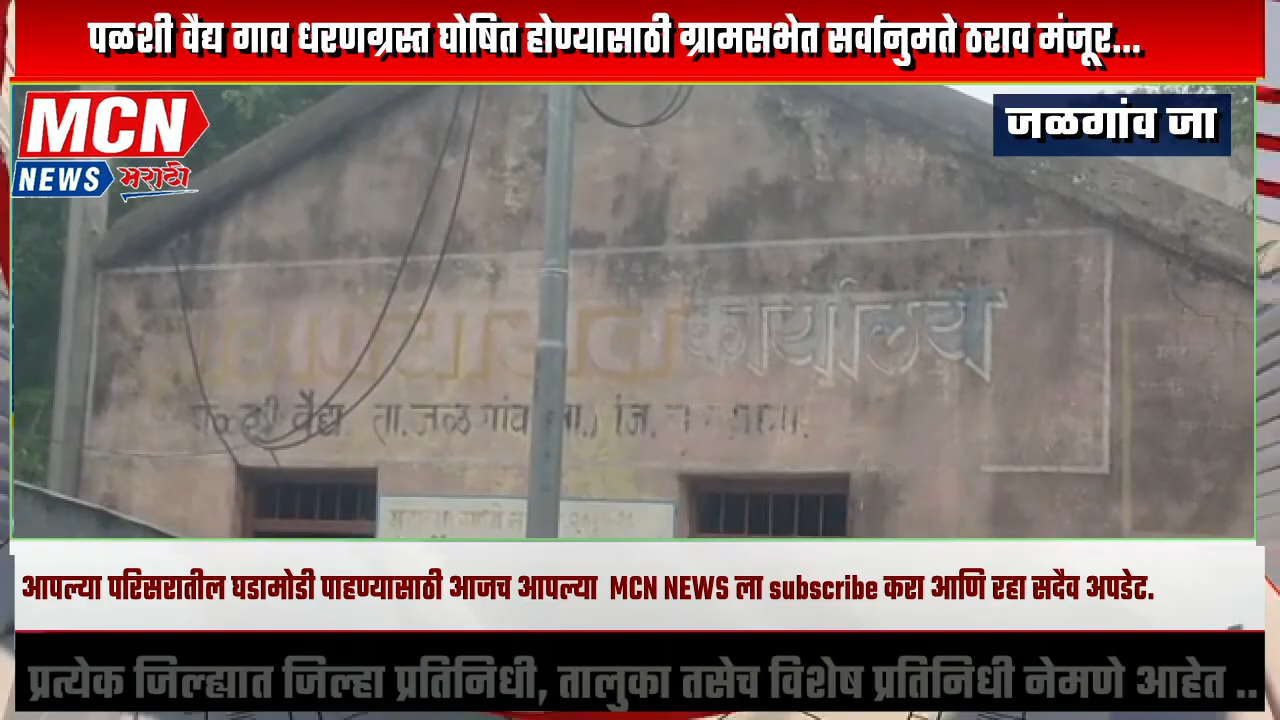 पळशी वैद्य गाव धरणग्रस्त घोषित होण्यासाठी ग्रामसभेत सर्वानुमते ठराव मंजूर...
MCN
NEWS मराठी
जळगांव जा
कार्यालय
वैद्य ता.जळगांव जि.
आपल्या परिसरातील घडामोडी पाहण्यासाठी आजच आपल्या MCN NEWS ला subscribe करा आणि रहा सदैव अपडेट.
प्रत्येक जिल्ह्यात जिल्हा प्रतिनिधी, तालुका तसेच विशेष प्रतिनिधी नेमणे आहेत ..